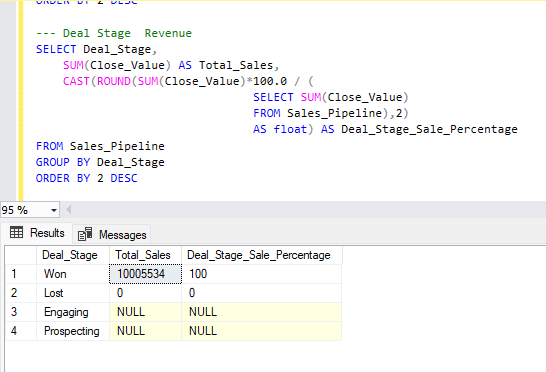 ORDER BY 2 DESC
--- Deal Stage  Revenue
SELECT Deal_Stage,
SUM(Close_Value) AS Total_Sales,
CAST(ROUND(SUM(Close_Value)*100.0 / (
SELECT SUM(Close_Value)
FROM Sales_Pipeline),2)
AS float) AS Deal_Stage_Sale_Percentage
FROM Sales_Pipeline
GROUP BY Deal_Stage
ORDER BY 2 DESC
95 %
Results Messages
Deal_Stage Total_Sales Deal_Stage_Sale_Percentage
1 Won 10005534 100
2 Lost 0 0
3 Engaging NULL NULL
4 Prospecting NULL NULL